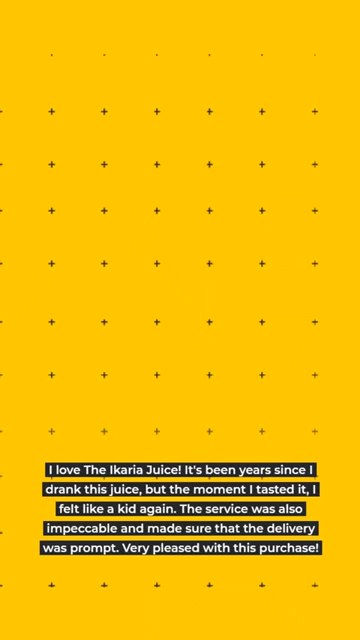 I love The Ikaria Juice! It's been years since I
drank this juice, but the moment I tasted it, I
felt like a kid again. The service was also
impeccable and made sure that the delivery
was prompt. Very pleased with this purchase!